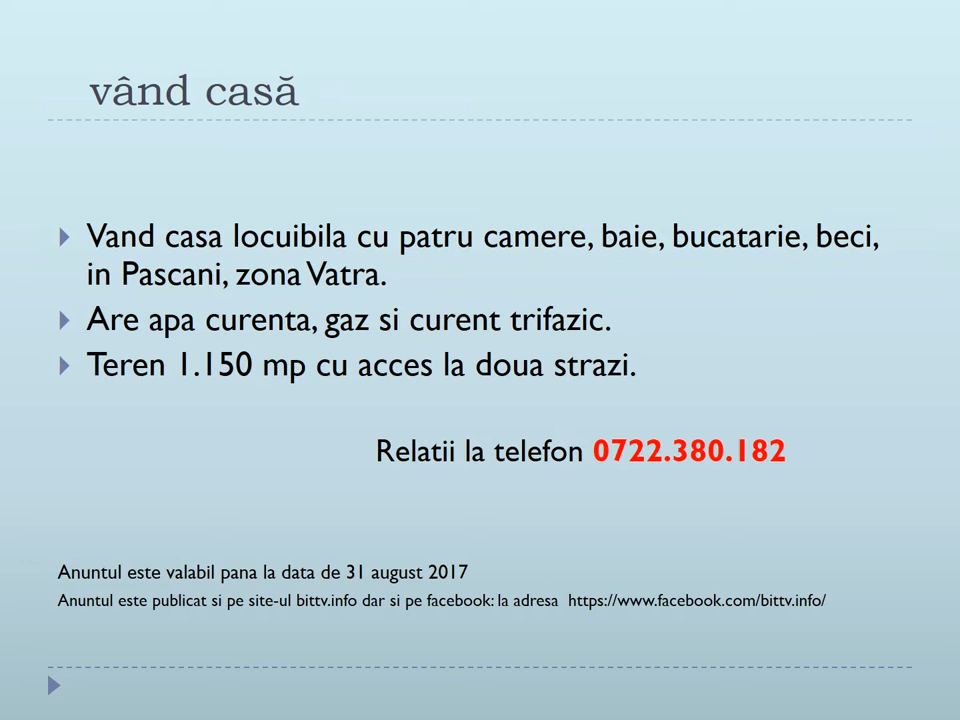 vând casă
Vand casa locuibila cu patru camere, baie, bucatarie, beci,
in Pascani, zona Vatra.
Are apa curenta, gaz si curent trifazic.
Teren 1.150 mp cu acces la doua strazi.
Relatii la telefon 0722.380.182
Anuntul este valabil pana la data de 31 august 2017
Anuntul este publicat si pe site-ul bittv.info dar si pe facebook: la adresa https://www.facebook.com/bittv.info/